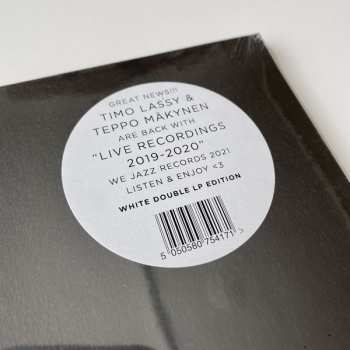 GREAT NEWS!!!
TIMO LASSY &
TEPPO MÄKYNEN
ARE BACK WITH
"LIVE RECORDINGS
2019-2020"
WE JAZZ RECORDS 2021
LISTEN & ENJOY <3
WHITE DOUBLE LP EDITION
5 050580 754171 >